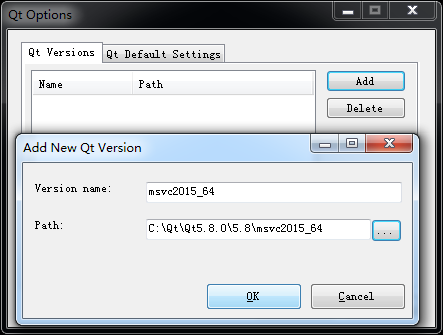 Qt Options
Qt Versions Qt Default Settings
Name Path
Add
Delete
Add New Qt Version
Version name: msvc2015_64
Path: C:\Qt\Qt5.8.0\5.8\msvc2015_64 ...
OK Cancel